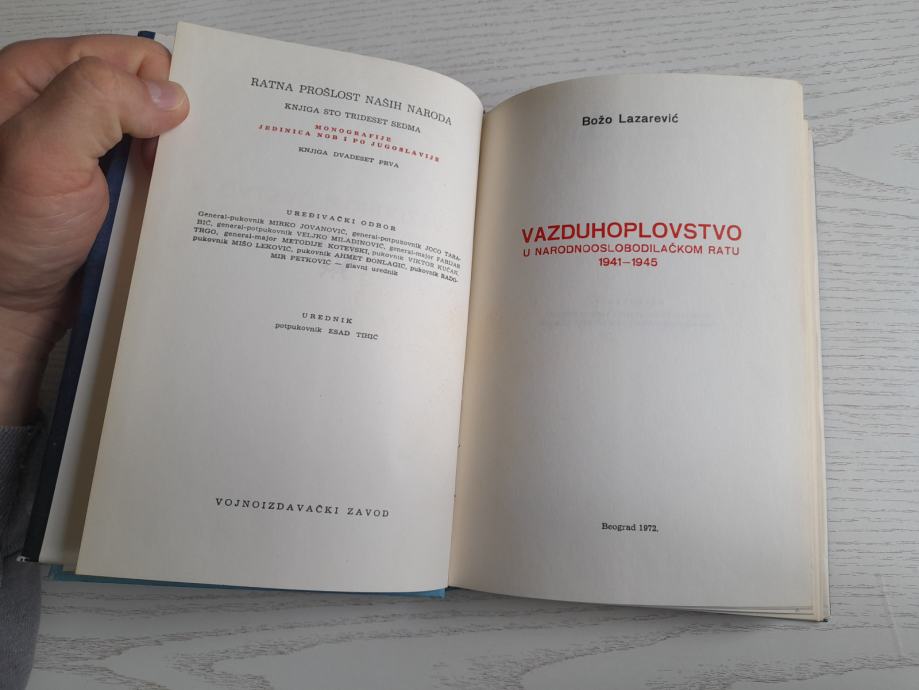 RATNA PROŠLOST NAŠIH NARODA
KNJIGA STO TRIDESET SEDMA
MONOGRAFIJE
JEDINICA NOB I PO JUGOSLAVIJE
KNJIGA DVADESET PRVA
UREĐIVAČKI ODBOR
General-pukovnik MIRKO JOVANOVIĆ, general-potpukovnik JOCO TARA-
BIĆ, general-potpukovnik VELJKO MILADINOVIĆ, general-major FABIJAN
TRGO, general-major METODIJE KOTEVSKI, pukovnik VIKTOR KUČAN,
pukovnik MIŠO LEKOVIĆ, pukovnik AHMET ĐONLAGIĆ, pukovnik RADO-
MIR PETKOVIĆ — glavni urednik
UREDNIK
potpukovnik ESAD TIHIĆ
VOJNOIZDAVAČKI ZAVOD
Božo Lazarević
VAZDUHOPLOVSTVO
U NARODNOOSLOBODILAČKOM RATU
1941—1945
Beograd 1972.